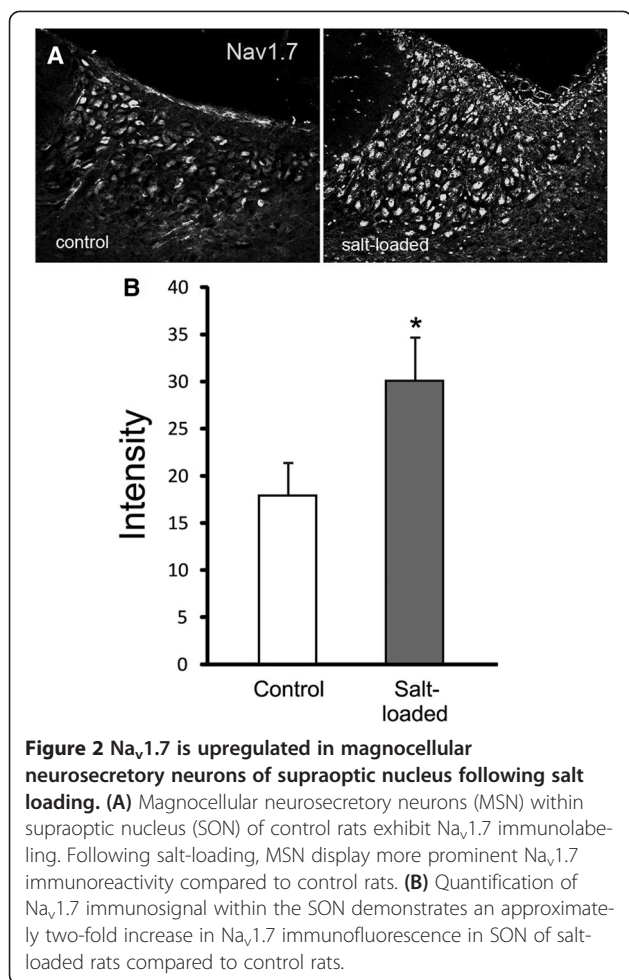 A
Nav1.7
control
salt-loaded
B
40
35
30
25
20
15
10
5
0
Intensity
*
Control
Salt-
loaded
Figure 2 Nav1.7 is upregulated in magnocellular
neurosecretory neurons of supraoptic nucleus following salt
loading. (A) Magnocellular neurosecretory neurons (MSN) within
supraoptic nucleus (SON) of control rats exhibit Nav1.7 immunolabe-
ling. Following salt-loading, MSN display more prominent Nav1.7
immunoreactivity compared to control rats. (B) Quantification of
Nav1.7 immunosignal within the SON demonstrates an approximate-
ly two-fold increase in Nav1.7 immunofluorescence in SON of salt-
loaded rats compared to control rats.